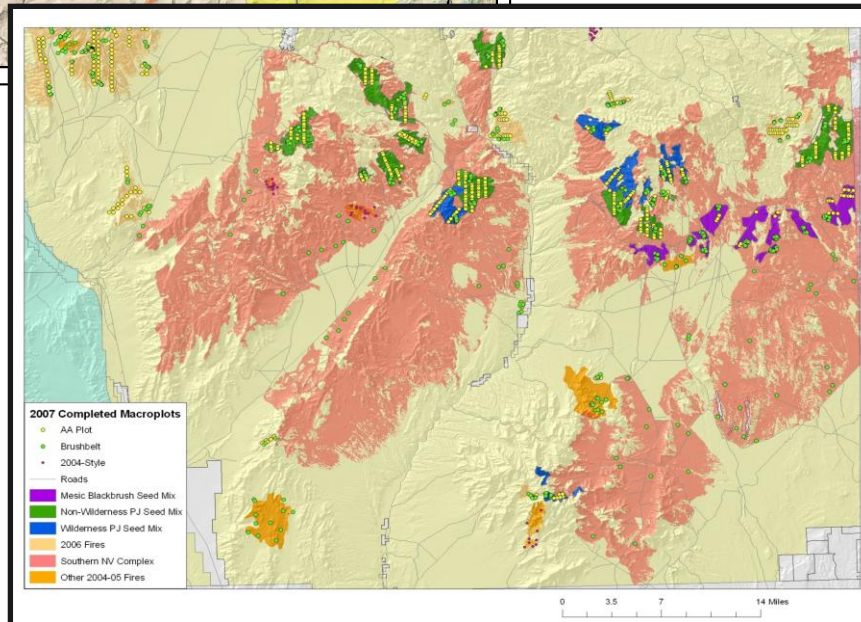 2007 Completed Macroplots
AA Plot
Brushbelt
2004-Style
Roads
Mesic Blackbrush Seed Mix
Non-Wilderness PJ Seed Mix
Wilderness PJ Seed Mix
2006 Fires
Southern NV Complex
Other 2004-05 Fires
0 3.5 7 14 Miles